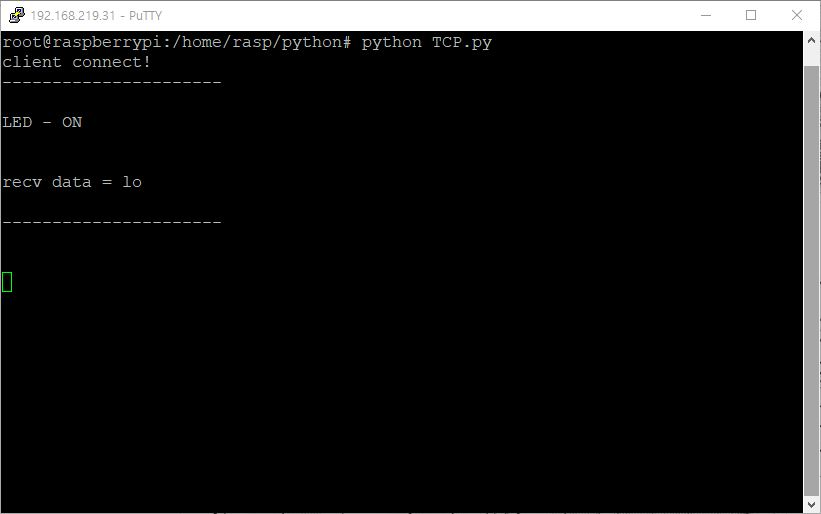 192.168.219.31 - PuTTY
root@raspberrypi:/home/rasp/python# python TCP.py
client connect!
----------------------
LED - ON
recv data = lo
----------------------